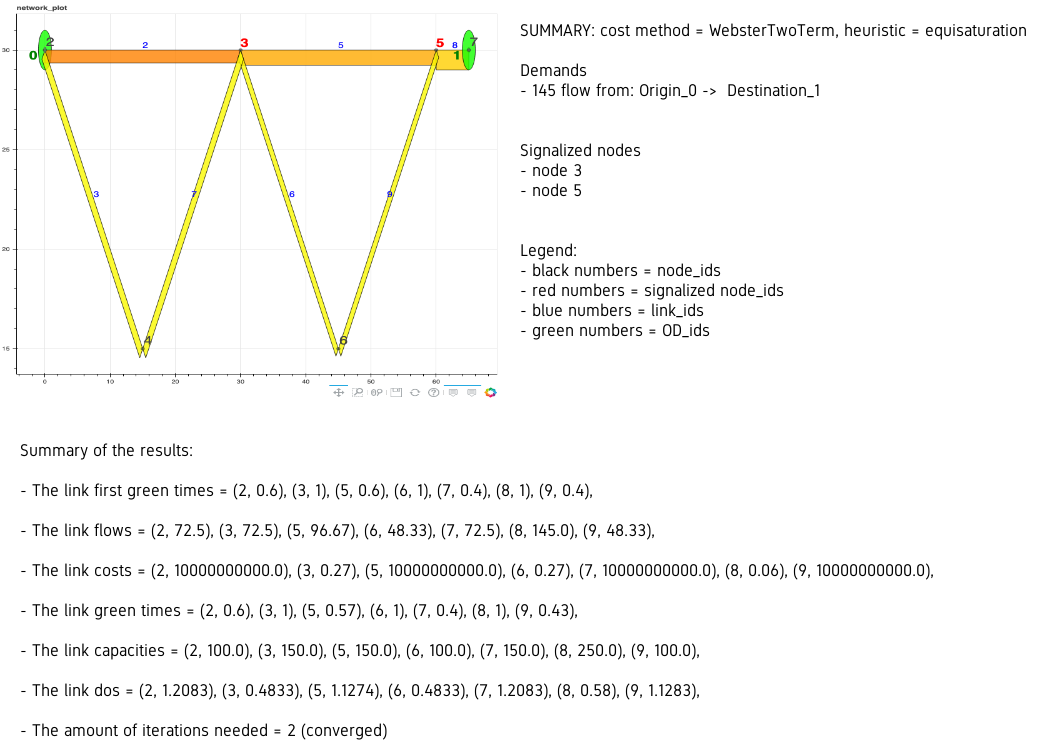 network_plot
SUMMARY: cost method = WebsterTwoTerm, heuristic = equisaturation
Demands
- 145 flow from: Origin_0 -> Destination_1
Signalized nodes
- node 3
- node 5
Legend:
- black numbers = node_ids
- red numbers = signalized node_ids
- blue numbers = link_ids
- green numbers = OD_ids
30
25
20
15
0
2
2
3
5
5
8
1
7
3
7
6
9
4
6
0
10
20
30
40
50
60
Summary of the results:
- The link first green times = (2, 0.6), (3, 1), (5, 0.6), (6, 1), (7, 0.4), (8, 1), (9, 0.4),
- The link flows = (2, 72.5), (3, 72.5), (5, 96.67), (6, 48.33), (7, 72.5), (8, 145.0), (9, 48.33),
- The link costs = (2, 10000000000.0), (3, 0.27), (5, 10000000000.0), (6, 0.27), (7, 10000000000.0), (8, 0.06), (9, 10000000000.0),
- The link green times = (2, 0.6), (3, 1), (5, 0.57), (6, 1), (7, 0.4), (8, 1), (9, 0.43),
- The link capacities = (2, 100.0), (3, 150.0), (5, 150.0), (6, 100.0), (7, 150.0), (8, 250.0), (9, 100.0),
- The link dos = (2, 1.2083), (3, 0.4833), (5, 1.1274), (6, 0.4833), (7, 1.2083), (8, 0.58), (9, 1.1283),
- The amount of iterations needed = 2 (converged)